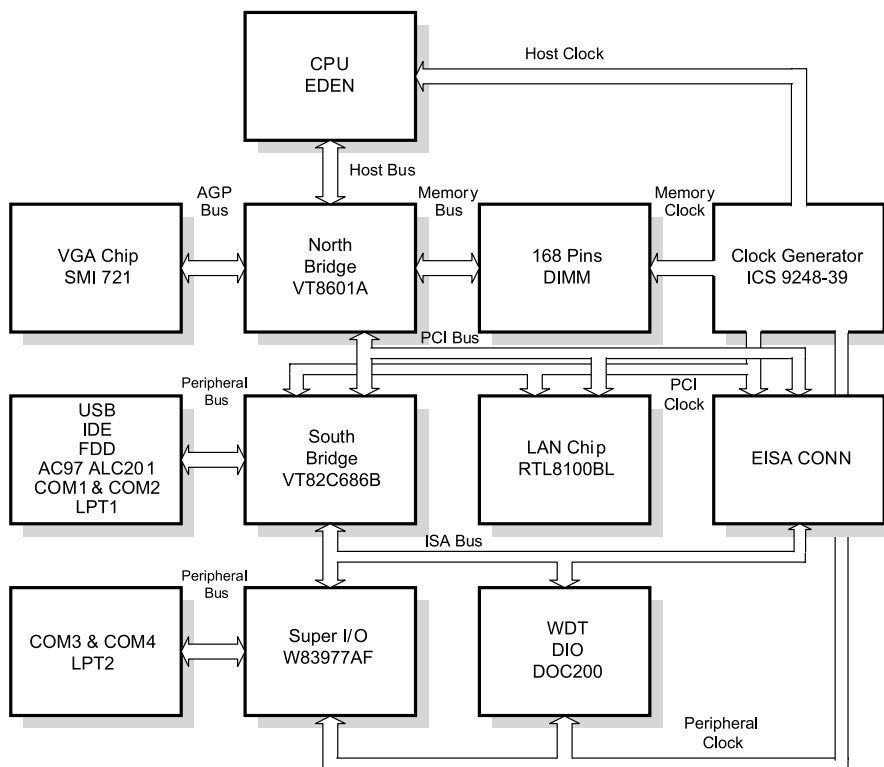 CPU
EDEN
Host Clock
Host Bus
AGP
Bus
Memory
Bus
Memory
Clock
VGA Chip
SMI 721
North
Bridge
VT8601A
168 Pins
DIMM
Clock Generator
ICS 9248-39
PCI Bus
Peripheral
Bus
PCI
Clock
USB
IDE
FDD
AC97 ALC201
COM1 & COM2
LPT1
South
Bridge
VT82C686B
LAN Chip
RTL8100BL
EISA CONN
ISA Bus
Peripheral
Bus
COM3 & COM4
LPT2
Super I/O
W83977AF
WDT
DIO
DOC200
Peripheral
Clock